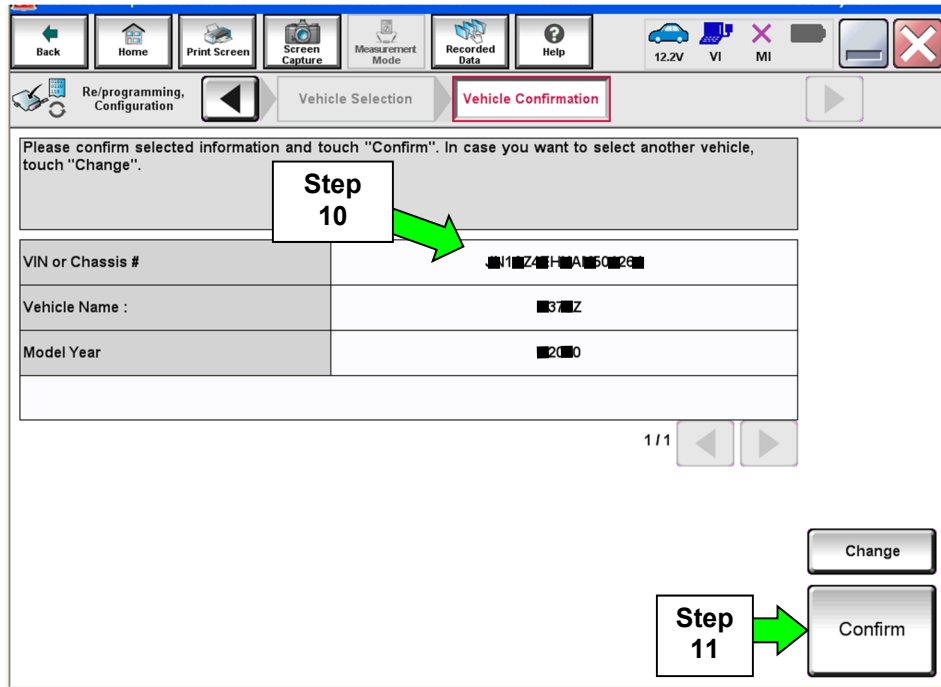 Back
Home
Print Screen
Screen
Capture
Measurement
Mode
Recorded
Data
Help
12.2V
VI
MI
Re/programming,
Configuration
Vehicle Selection
Vehicle Confirmation
Please confirm selected information and to
uch "Confirm". In case you want to select another vehicle,
touch "Change".
Step
10
VIN or Chassis #
Vehicle Name :
Model Year
1/1
Change
Step
11
Confirm